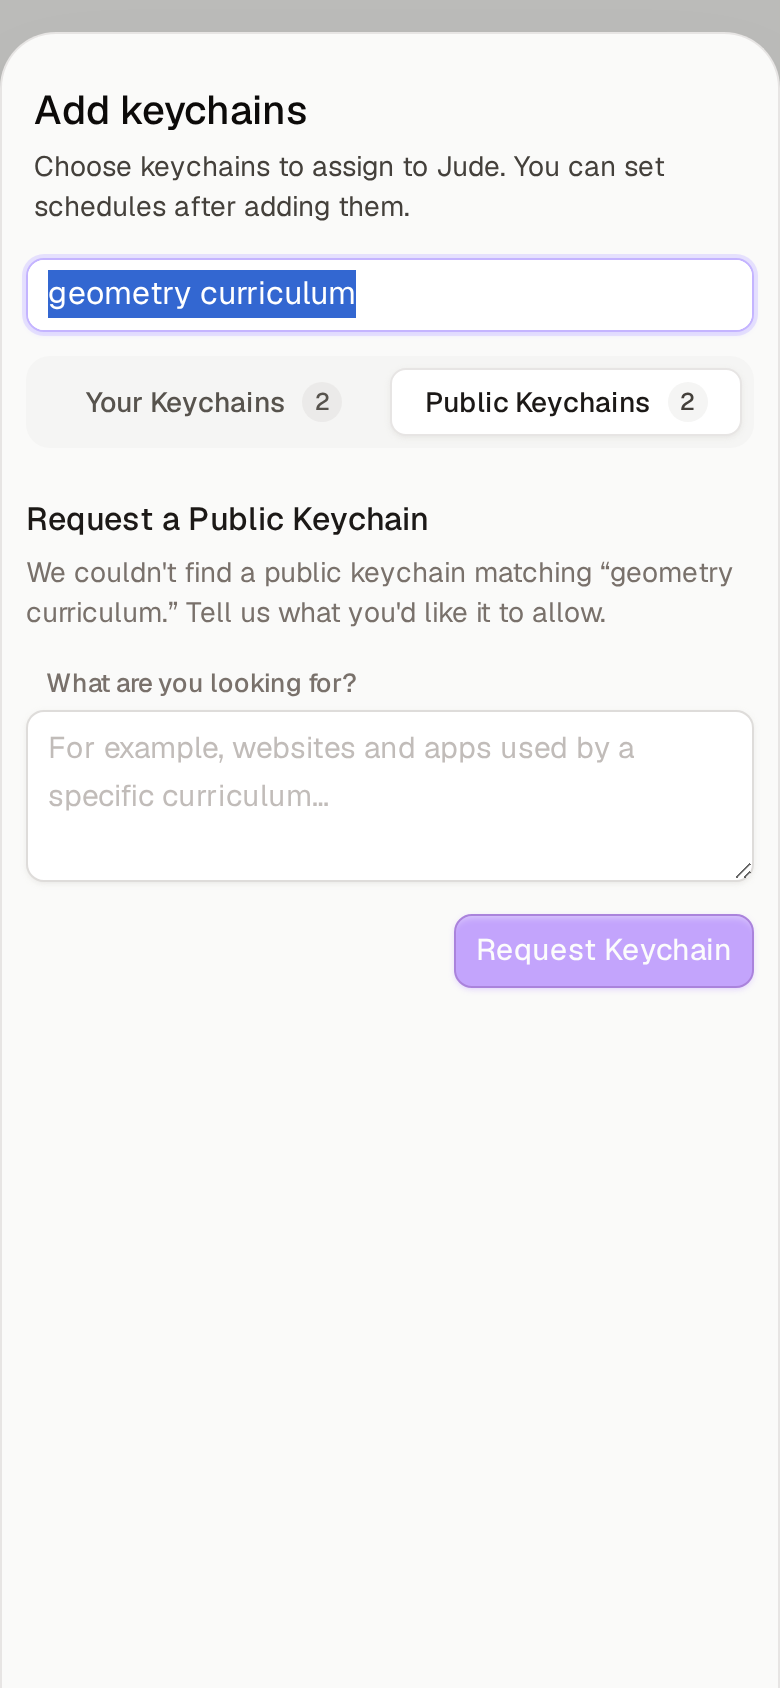 Add keychains
Choose keychains to assign to Jude. You can set
schedules after adding them.
geometry curriculum
Your Keychains 2 Public Keychains 2
Request a Public Keychain
We couldn't find a public keychain matching “geometry
curriculum.” Tell us what you'd like it to allow.
What are you looking for?
For example, websites and apps used by a
specific curriculum...
Request Keychain